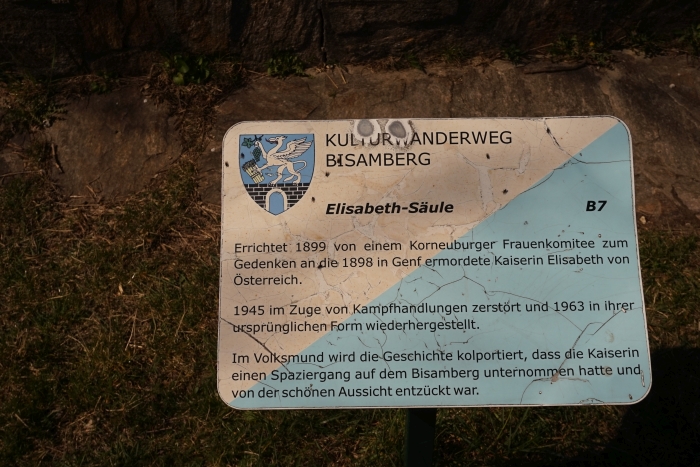 KULTURWANDERWEG
BISAMBERG
Elisabeth-Säule B7
Errichtet 1899 von einem Korneuburger Frauenkomitee zum
Gedenken an die 1898 in Genf ermordete Kaiserin Elisabeth von
Österreich.
1945 im Zuge von Kampfhandlungen zerstört und 1963 in ihrer
ursprünglichen Form wiederhergestellt.
Im Volksmund wird die Geschichte kolportiert, dass die Kaiserin
einen Spaziergang auf dem Bisamberg unternommen hatte und
von der schönen Aussicht entzückt war.